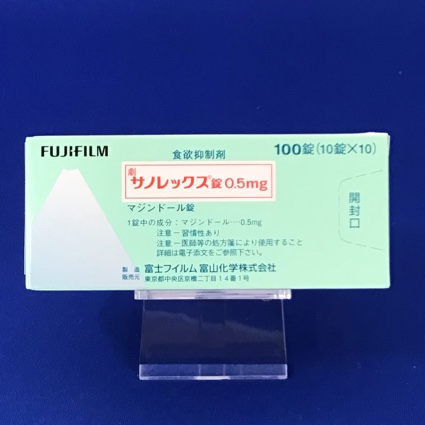 FUJIFILM
食欲抑制剤
100錠(10錠×10)
劇
サノレックス錠0.5mg
マジンドール錠
1錠中の成分:マジンドール…0.5mg
注意-習慣性あり
注意-医師等の処方箋により使用すること
詳細は電子添文をご参照下さい。
開封口
製造
販売元
富士フイルム富山化学株式会社
東京都中央区京橋二丁目14番1号